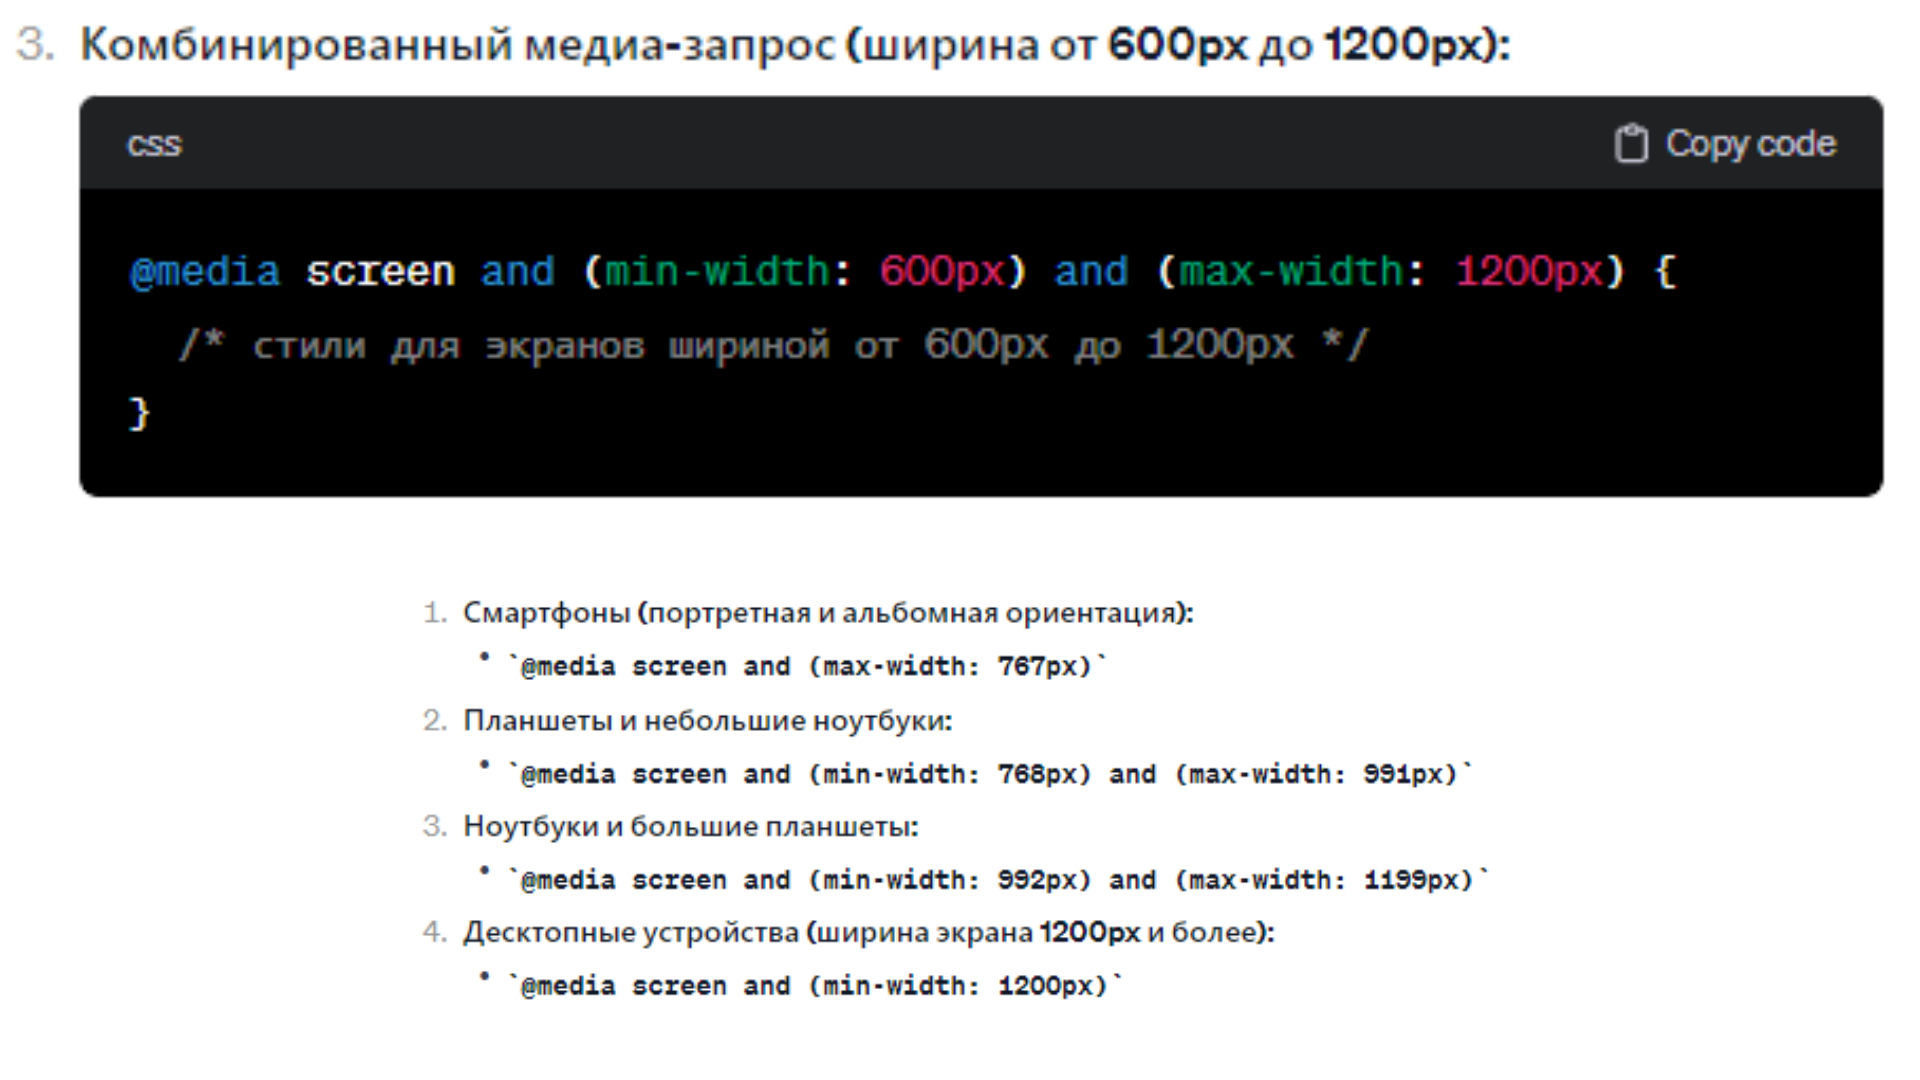 3. Комбинированный медиа-запрос (ширина от 600px до 1200px):
css
Copy code
@media screen and (min-width: 600px) and (max-width: 1200px) {
/* стили для экранов шириной от 600px до 1200px */
}
1. Смартфоны (портретная и альбомная ориентация):
• `@media screen and (max-width: 767px)`
2. Планшеты и небольшие ноутбуки:
• `@media screen and (min-width: 768px) and (max-width: 991px)`
3. Ноутбуки и большие планшеты:
• `@media screen and (min-width: 992px) and (max-width: 1199px)`
4. Десктопные устройства (ширина экрана 1200px и более):
• `@media screen and (min-width: 1200px)`